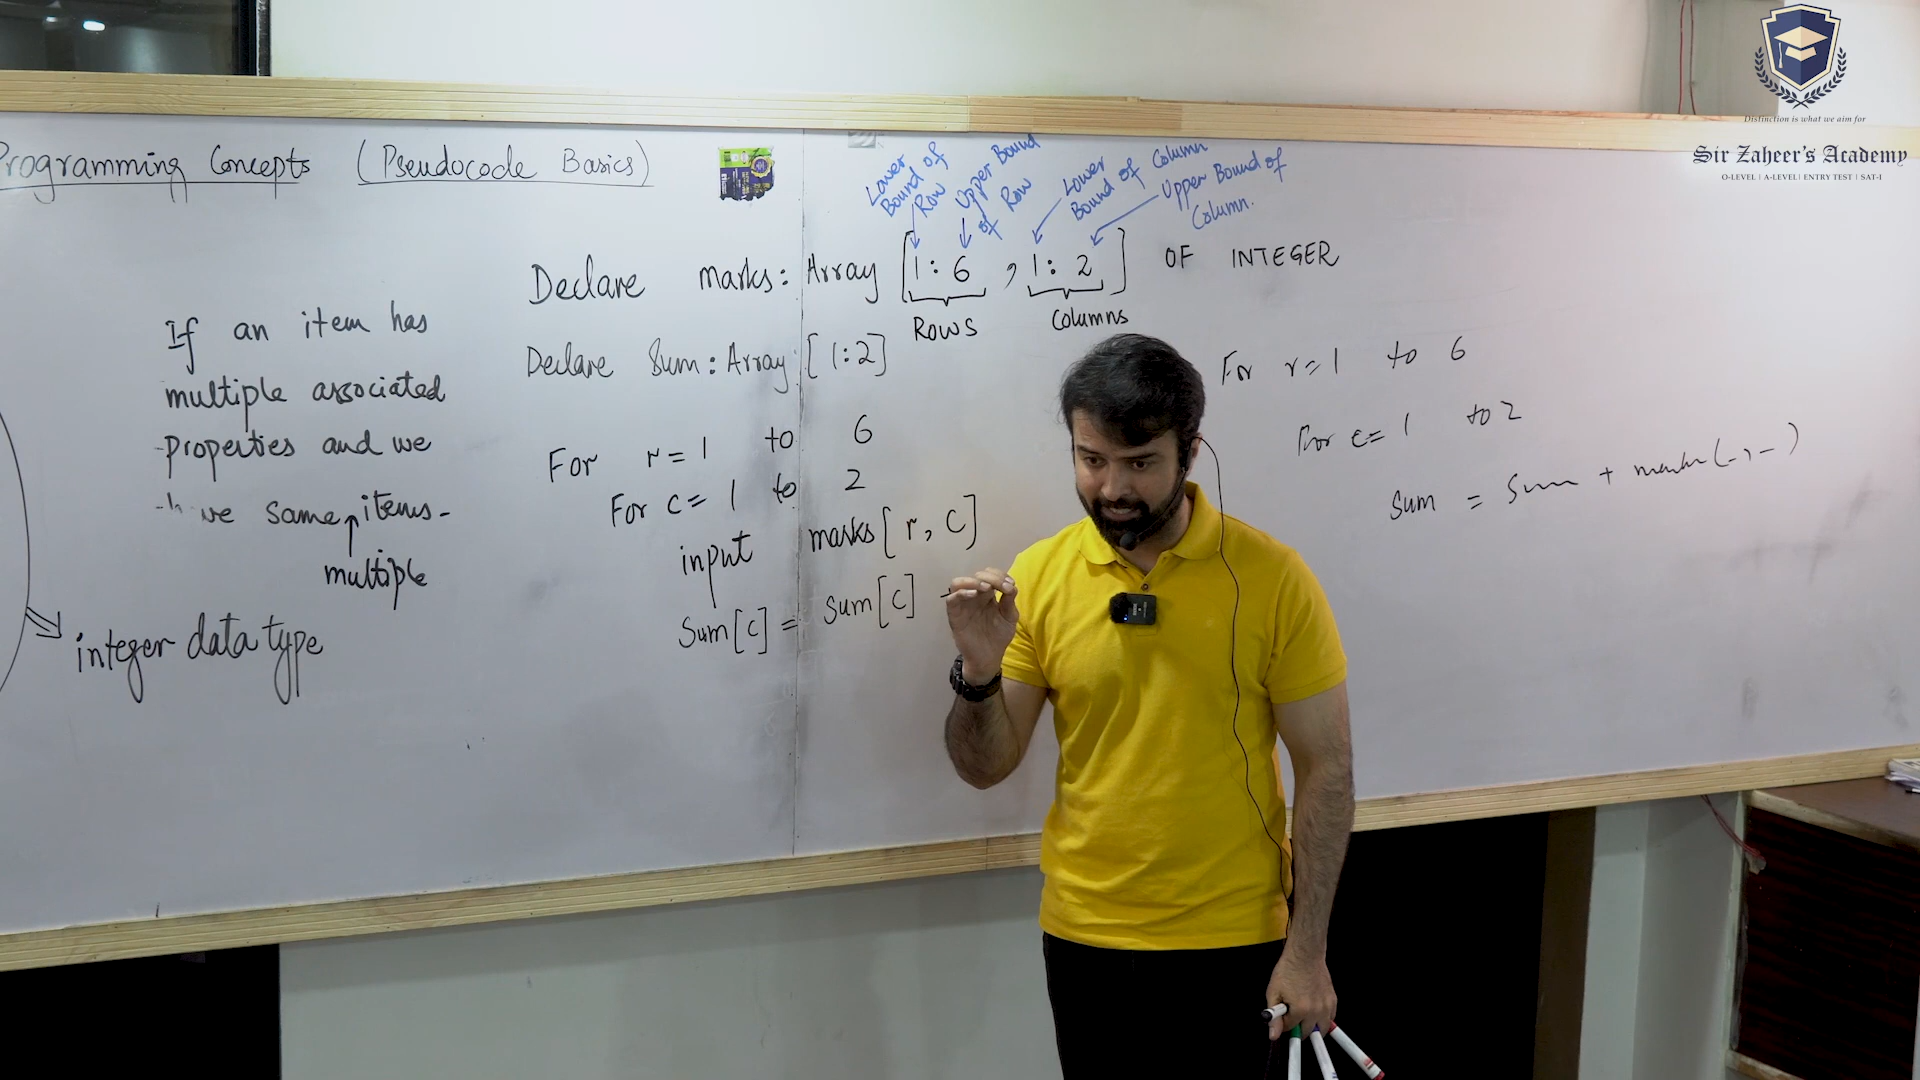 Programming Concepts (Pseudocode Basics)
Lower Bound of Row
Upper Bound of Row
Lower Bound of Column
Upper Bound of Column.
Declare marks: Array [1:6, 1:2] OF INTEGER
Rows
Columns
Declare Sum: Array: [1:2]
For r=1 to 6
For c=1 to 2
input marks[r, c]
Sum[c] = Sum[c]
If an item has
multiple associated
properties and we
same items.
multiple
integer data type
For r=1 to 6
For c=1 to 2
Sum = Sum + marks(-,-)
Distinction is what we aim for
Sir Zaheer's Academy
O-LEVEL | A-LEVEL | ENTRY TEST | SAT-I